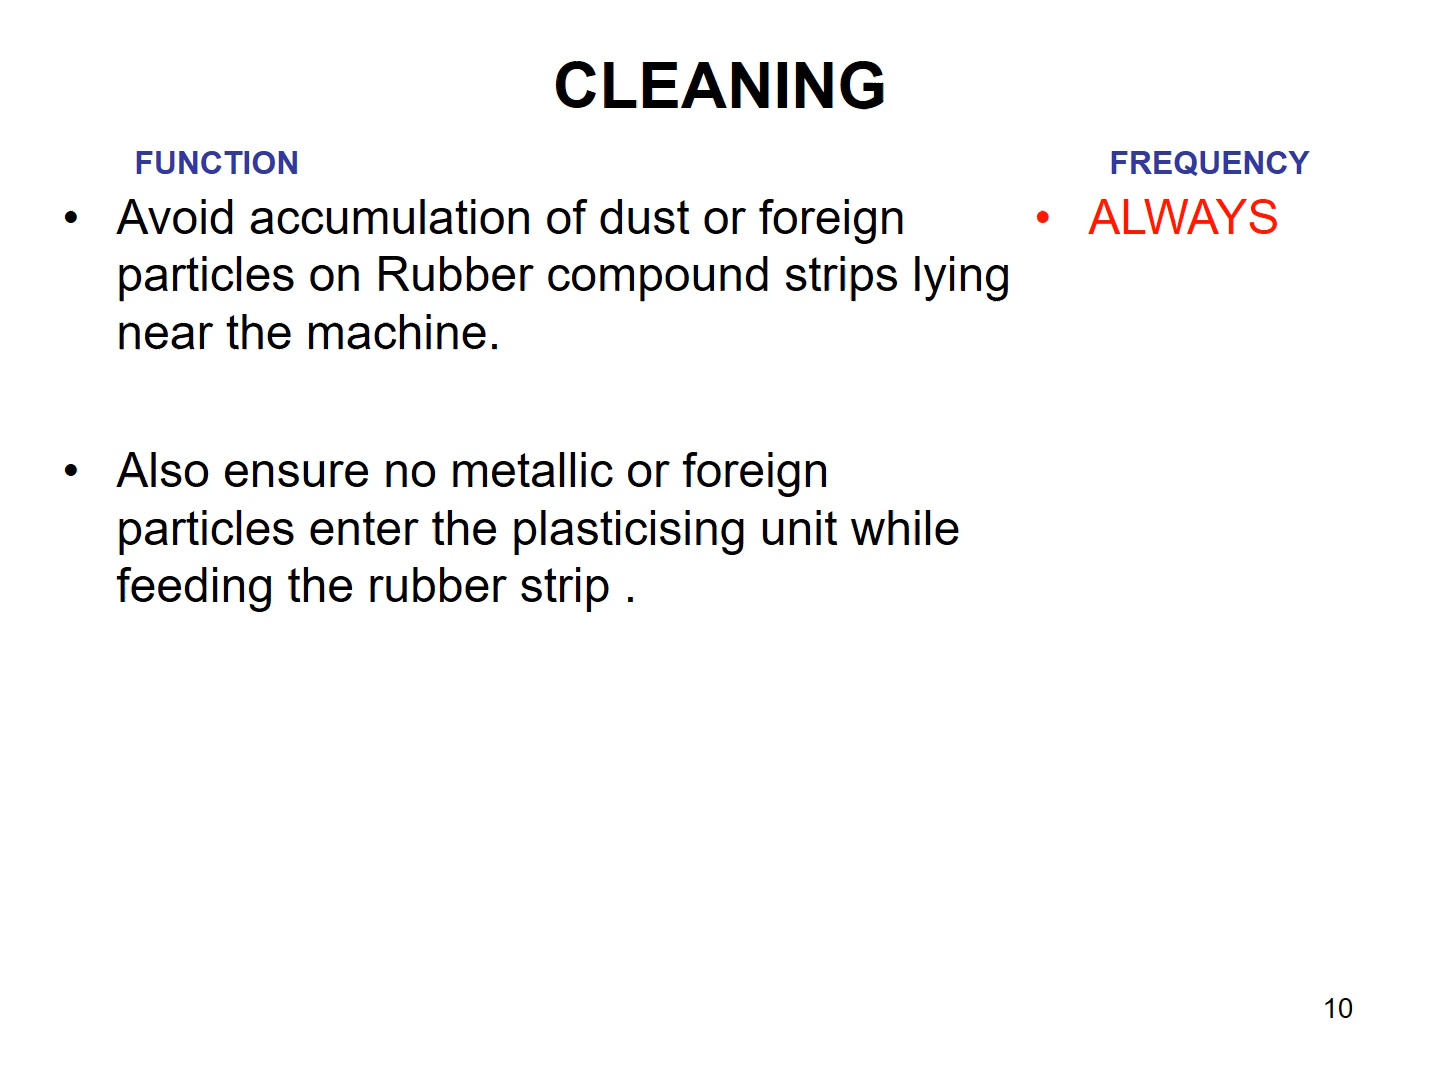 CLEANING
FUNCTION
FREQUENCY
• Avoid accumulation of dust or foreign
particles on Rubber compound strips lying
near the machine.
• ALWAYS
• Also ensure no metallic or foreign
particles enter the plasticising unit while
feeding the rubber strip .
10